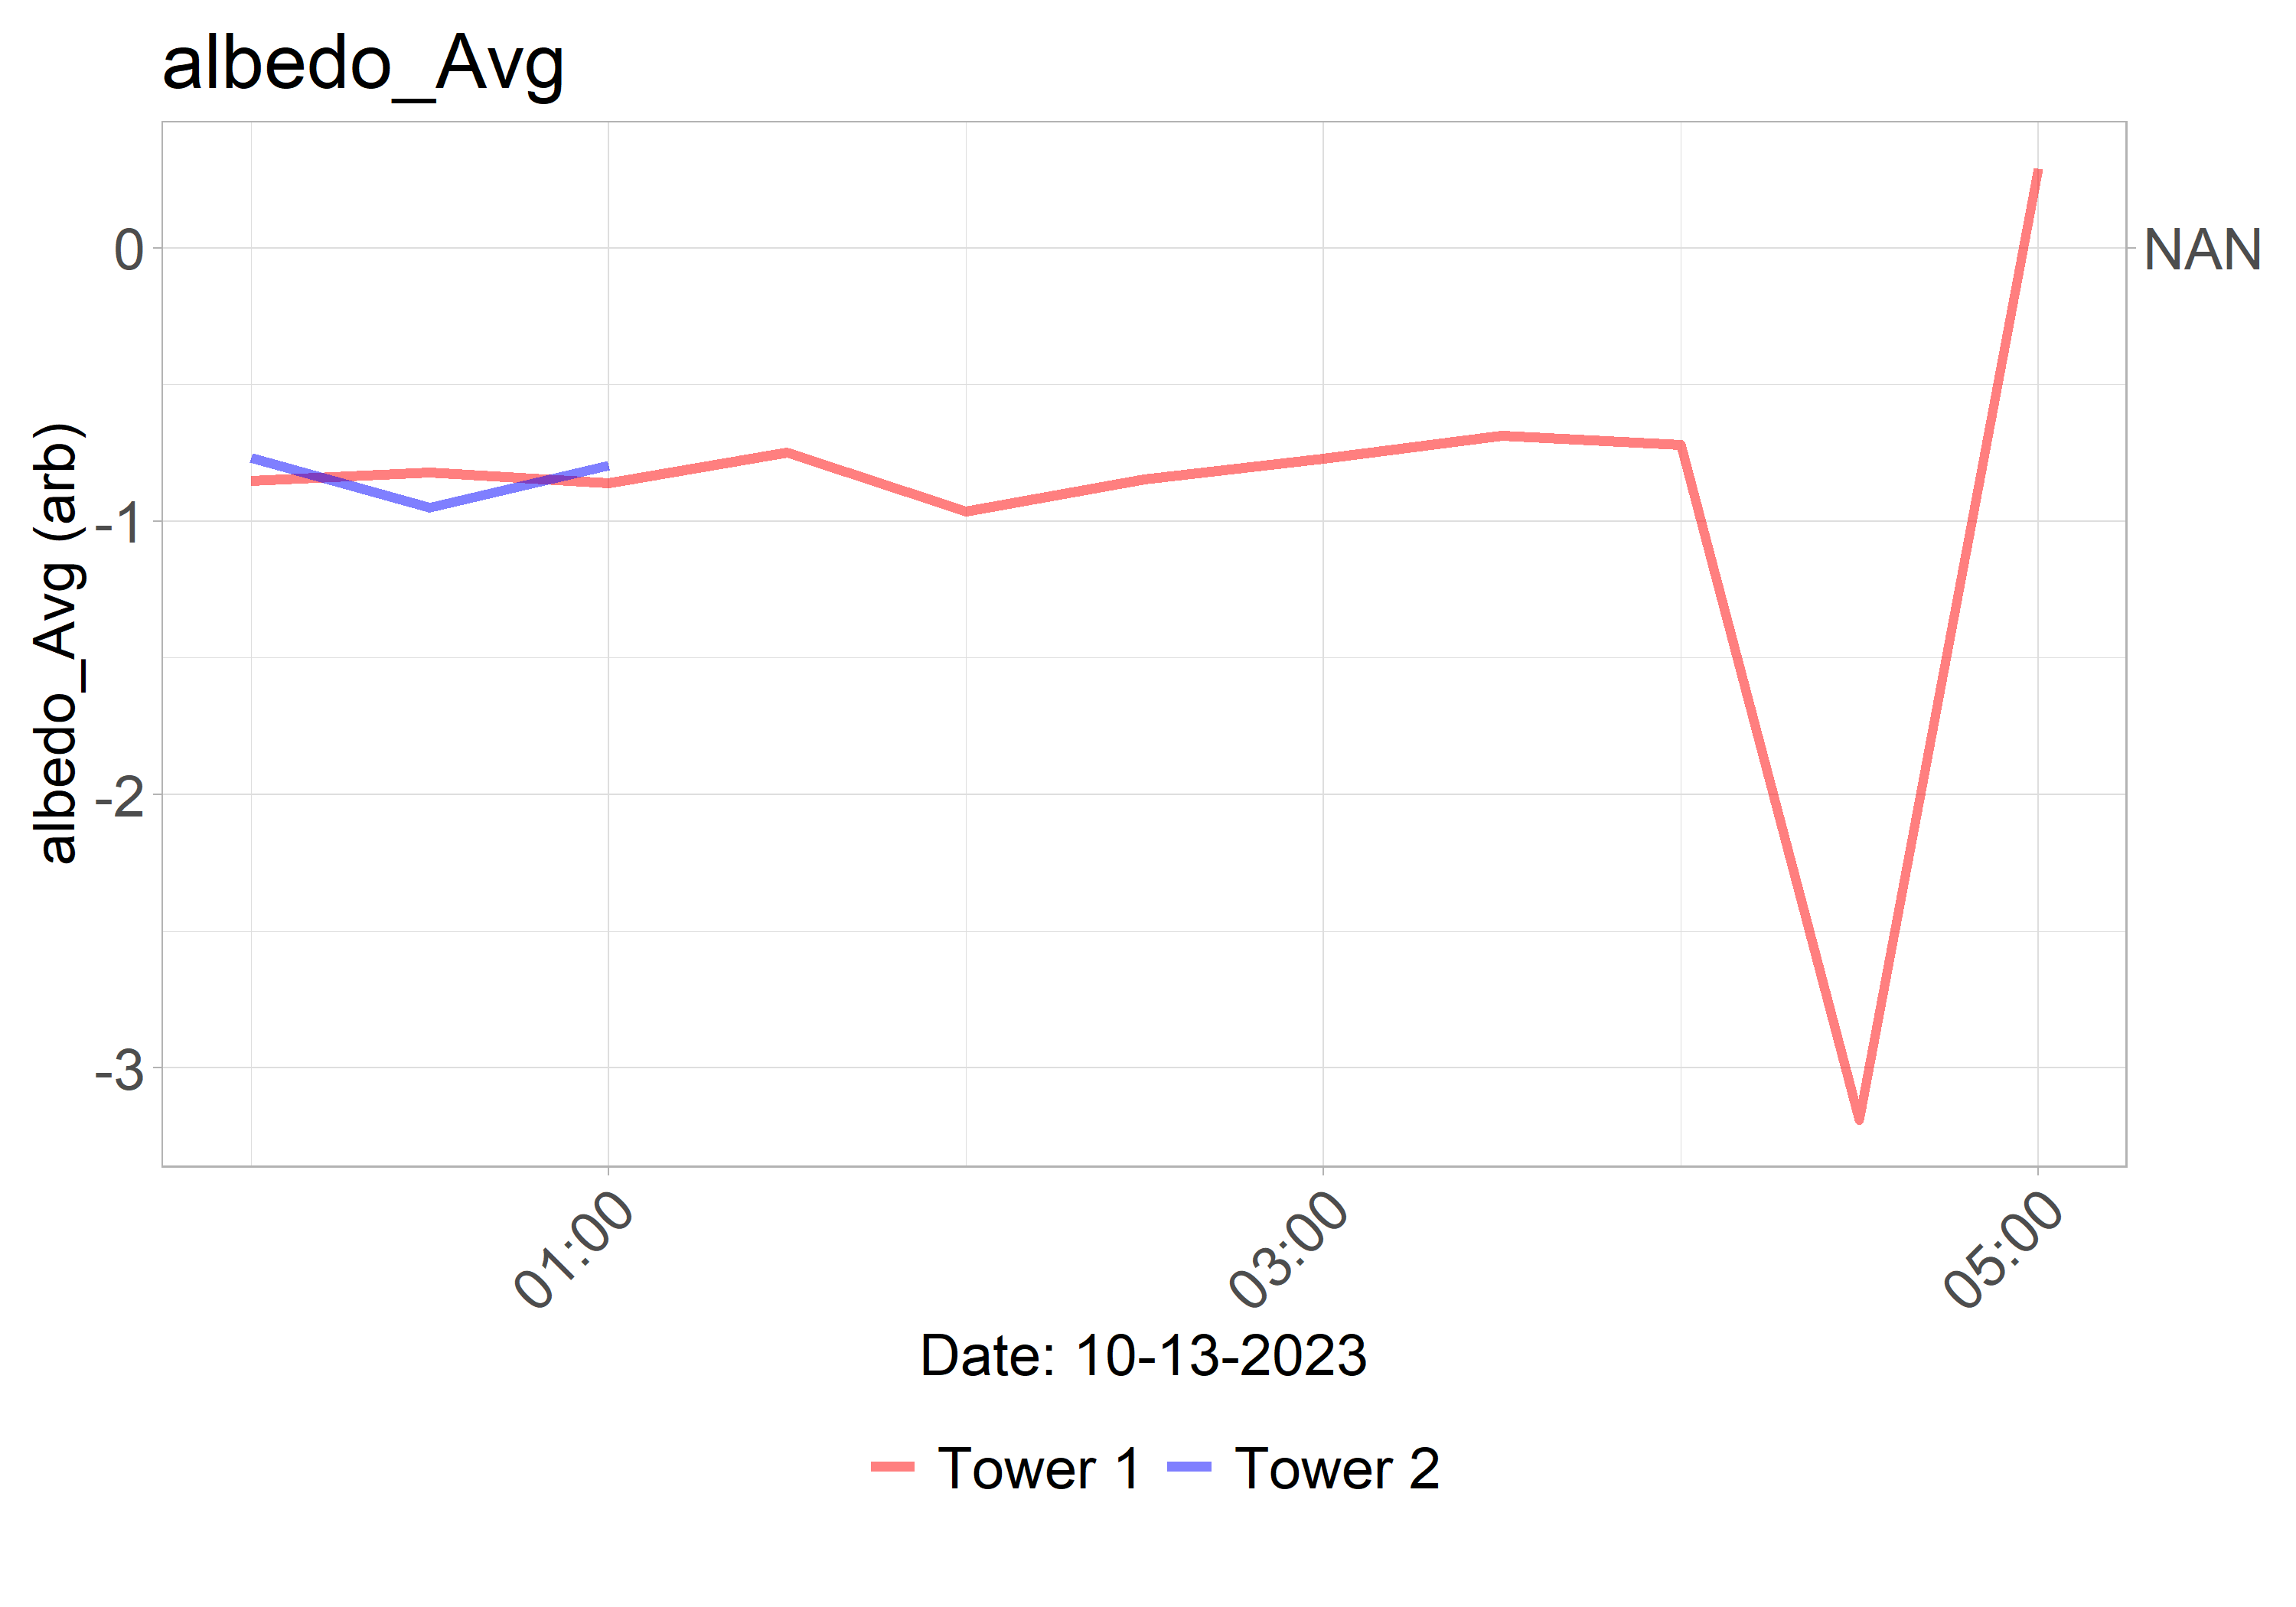 albedo_Avg
albedo_Avg (arb)
0
-1
-2
-3
NAN
01:00
03:00
05:00
Date: 10-13-2023
Tower 1
Tower 2